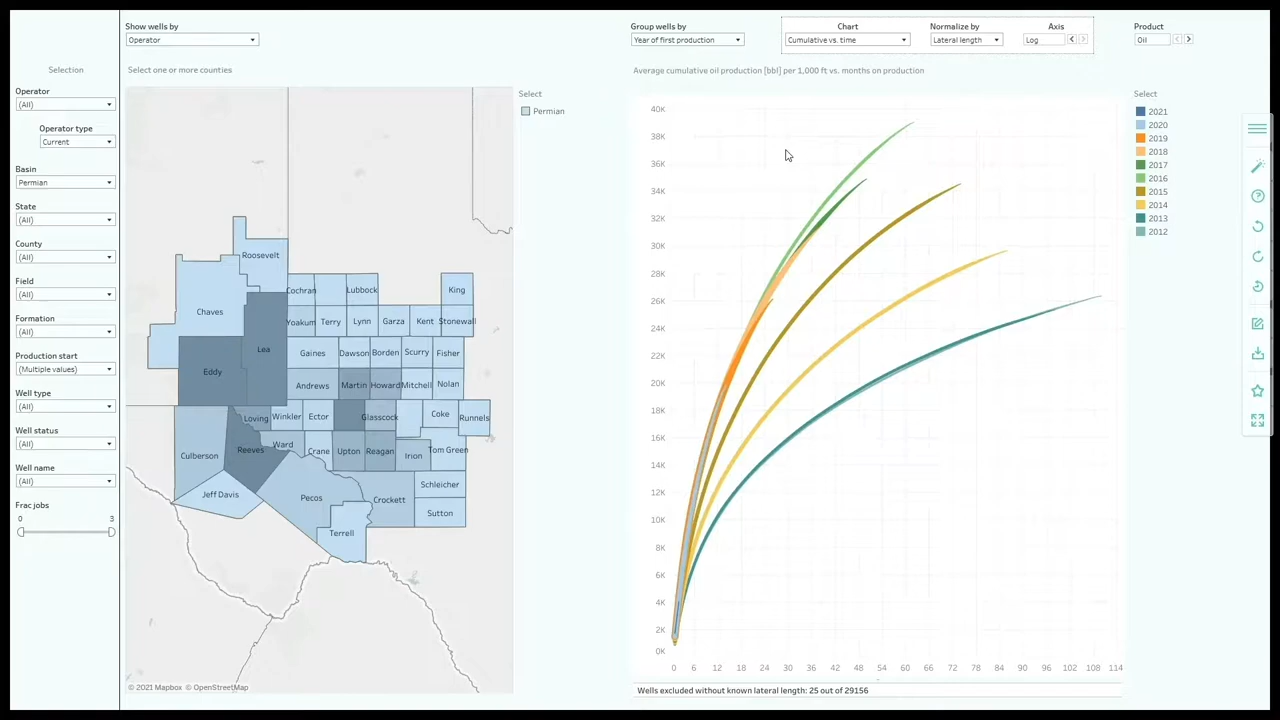 Show wells by
Operator
Group wells by
Year of first production
Chart
Cumulative vs. time
Normalize by
Lateral length
Axis
Log
Product
Oil
Selection
Operator
(All)
Operator type
Current
Basin
Permian
State
(All)
County
(All)
Field
(All)
Formation
(All)
Production start
(Multiple values)
Well type
(All)
Well status
(All)
Well name
(All)
Frac jobs
0 3
Select one or more counties
Roosevelt
Chaves
Cochran
Lubbock
King
Lea
Yoakum
Terry
Lynn
Garza
Kent
Stonewall
Eddy
Gaines
Dawson
Borden
Scurry
Fisher
Andrews
Martin
Howard
Mitchell
Nolan
Loving
Winkler
Ector
Glasscock
Coke
Runnels
Culberson
Reeves
Ward
Crane
Upton
Reagan
Irion
Tom Green
Jeff Davis
Pecos
Crockett
Schleicher
Sutton
Terrell
© 2021 Mapbox © OpenStreetMap
Select
Permian
Average cumulative oil production [bbl] per 1,000 ft vs. months on production
40K
38K
36K
34K
32K
30K
28K
26K
24K
22K
20K
18K
16K
14K
12K
10K
8K
6K
4K
2K
0K
0 6 12 18 24 30 36 42 48 54 60 66 72 78 84 90 96 102 108 114
Wells excluded without known lateral length: 25 out of 29156
Select
2021
2020
2019
2018
2017
2016
2015
2014
2013
2012